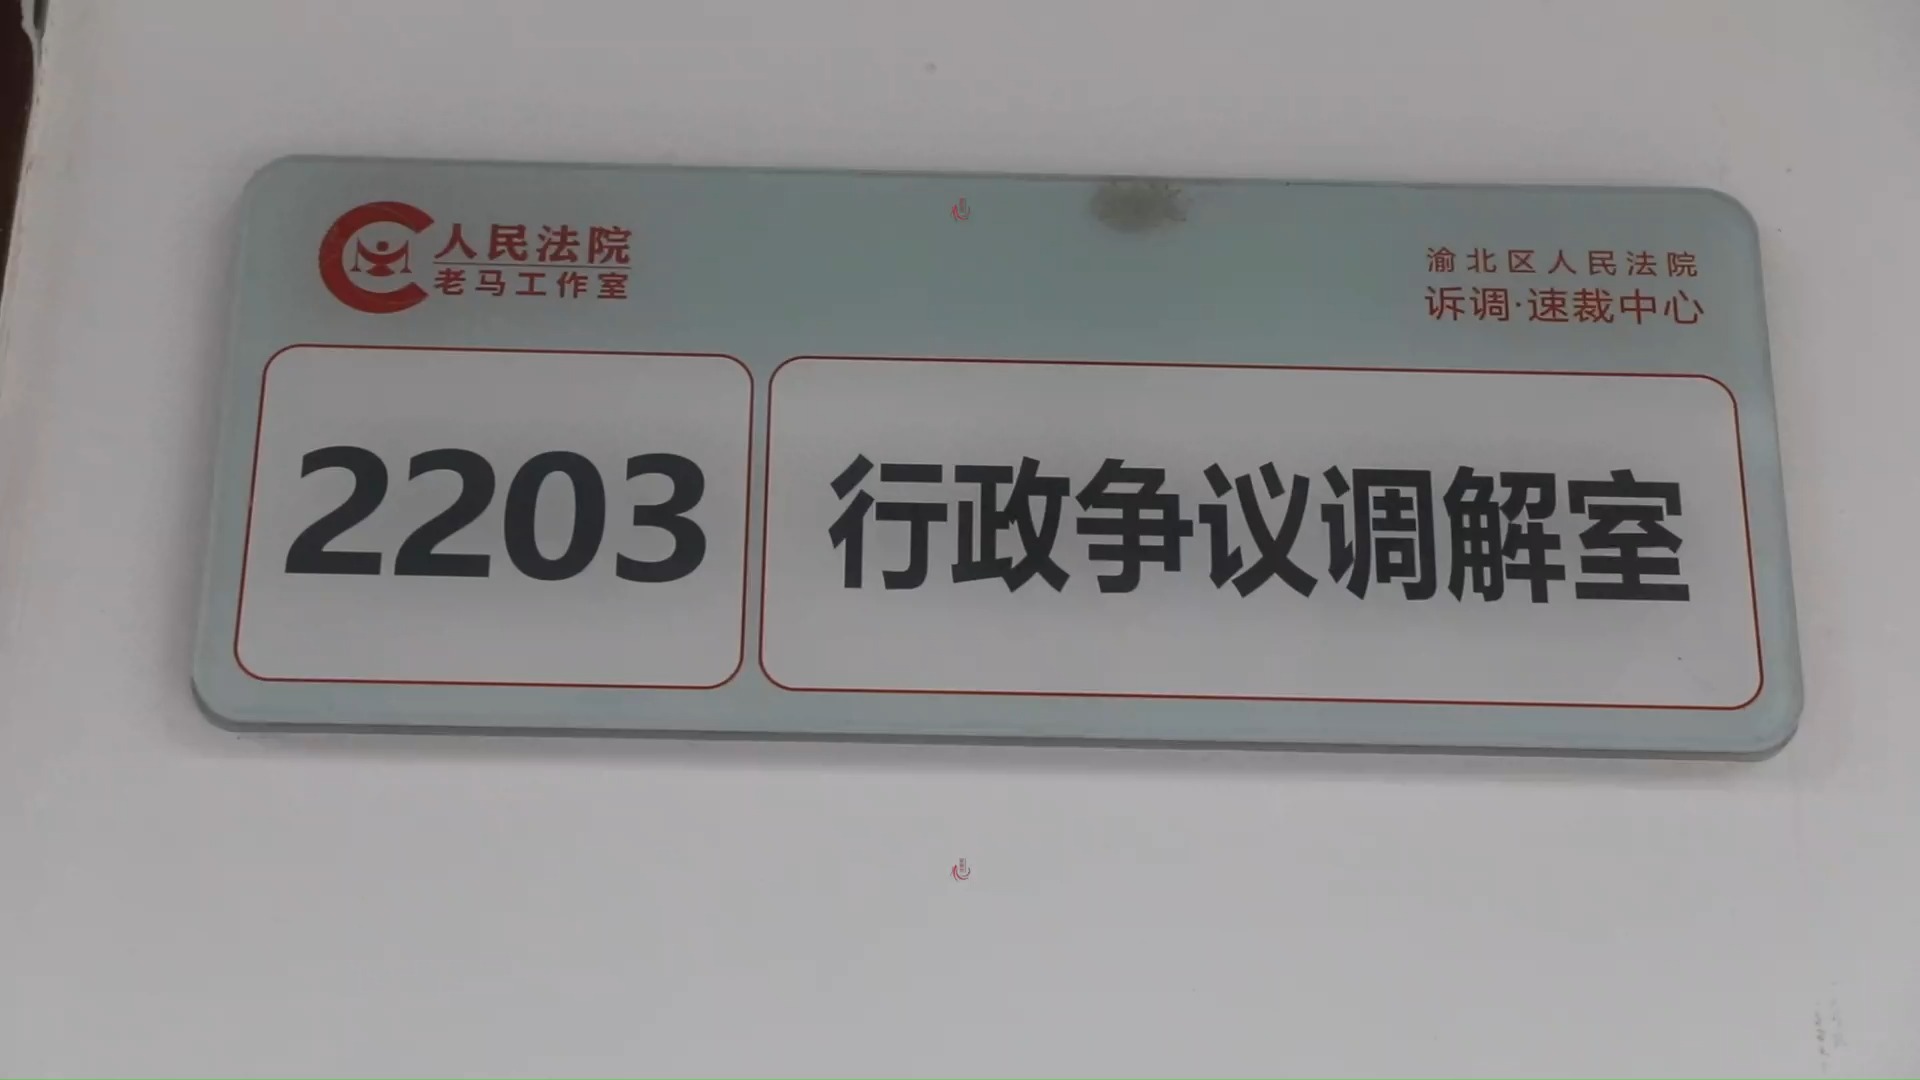 人民法院
老马工作室
渝北区人民法院
诉调·速裁中心
2203
行政争议调解室